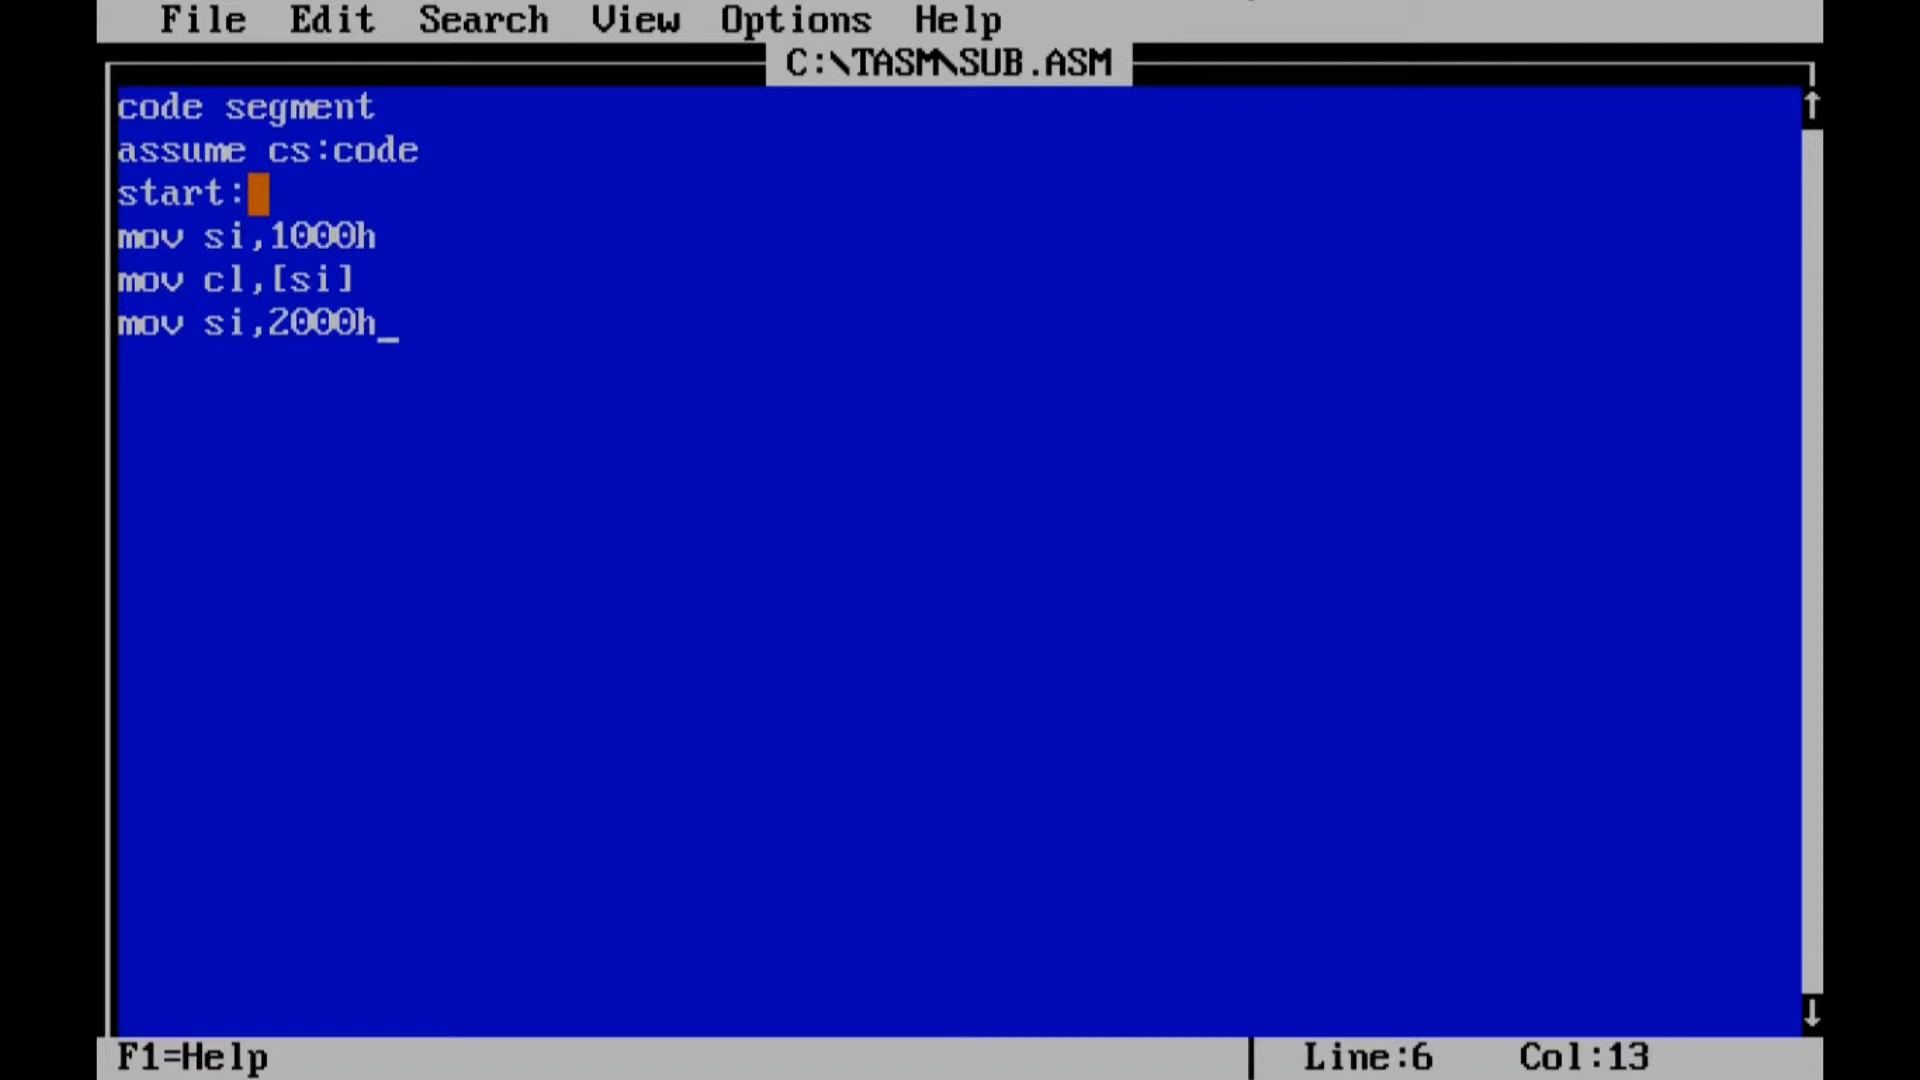 File Edit Search View Options Help
C:\TASM\SUB.ASM
code segment
assume cs:code
start:
mov si,1000h
mov cl,[si]
mov si,2000h_
F1=Help Line:6 Col:13